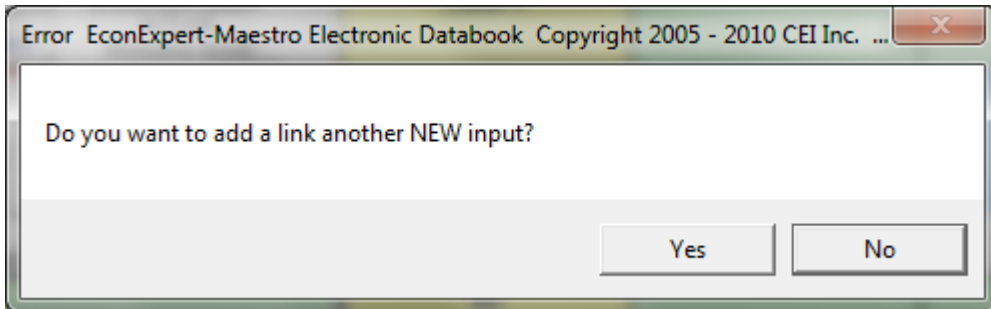 Error EconExpert-Maestro Electronic Databook Copyright 2005 - 2010 CEI Inc. ...
Do you want to add a link another NEW input?
Yes No